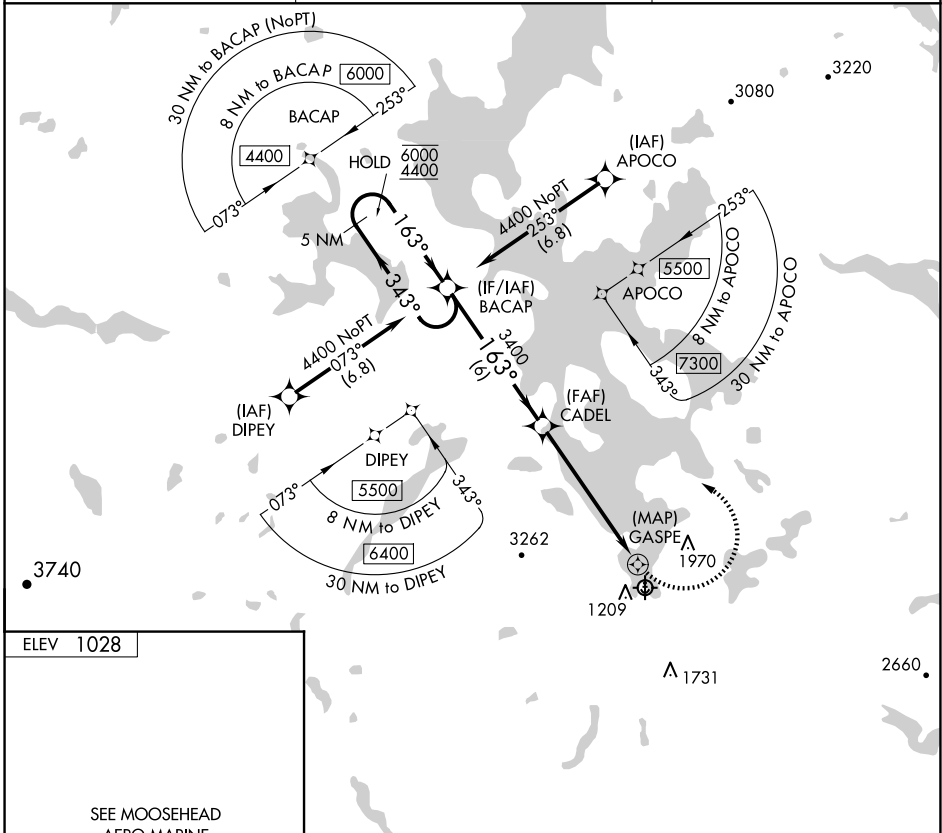 30 NM to BACAP (NoPT)
8 NM to BACAP
6000
BACAP
253°
4400
073°
HOLD
6000
4400
5 NM
163°
343°
(IF/IAF)
BACAP
4400 NoPT
253°
(6.8)
(IAF)
APOCO
3080
3220
253°
5500
APOCO
8 NM to APOCO
30 NM to APOCO
7300
343°
4400 NoPT
073°
(6.8)
(IAF)
DIPEY
3400
163°
(6)
(FAF)
CADEL
DIPEY
073°
5500
343°
8 NM to DIPEY
6400
30 NM to DIPEY
3262
(MAP)
GASPE
1970
1209
3740
1731
2660
ELEV 1028
SEE MOOSEHEAD
AERO MARINE